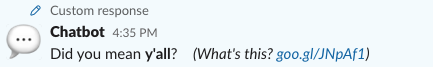 Custom response
Chatbot 4:35 PM
Did you mean y'all? (What's this? goo.gl/JNpAf1)